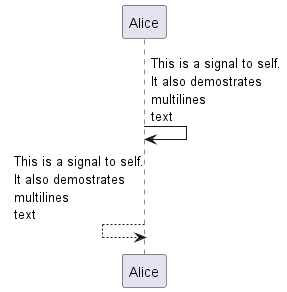 Alice
This is a signal to self.
It also demostrates
multilines
text
This is a signal to self.
It also demostrates
multilines
text
Alice